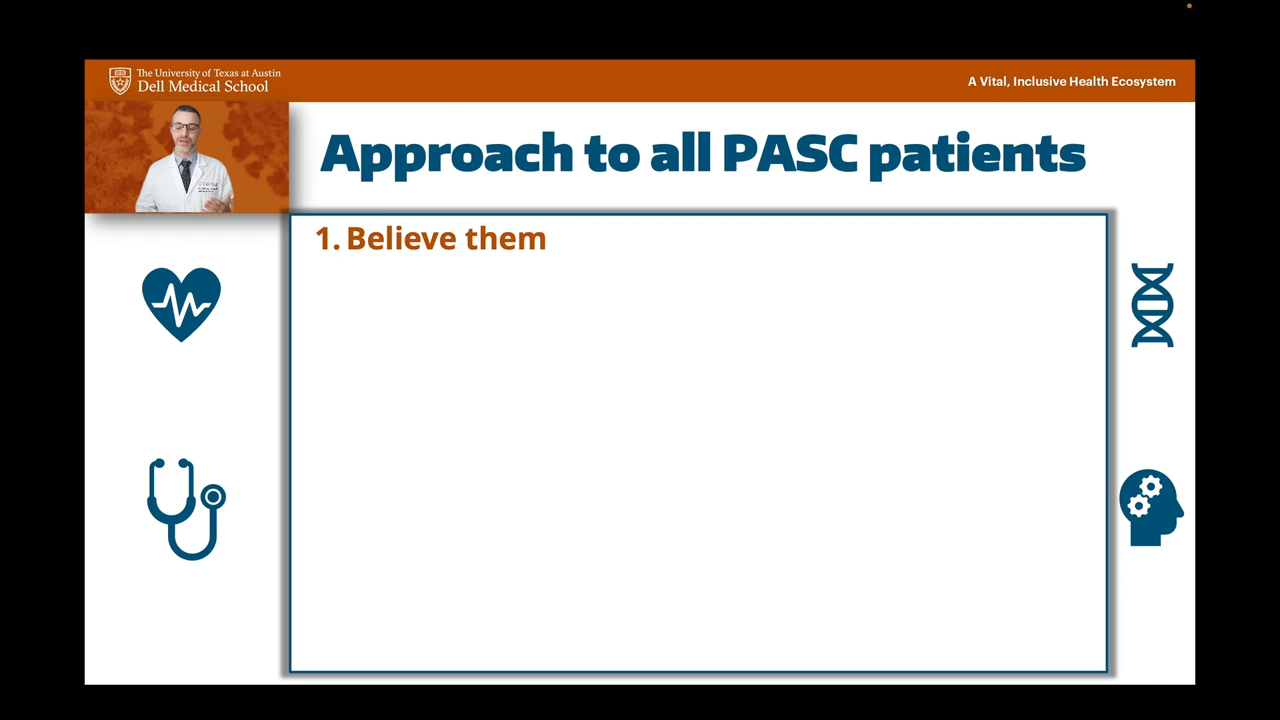 The University of Texas at Austin
Dell Medical School
A Vital, Inclusive Health Ecosystem
Approach to all PASC patients
1. Believe them